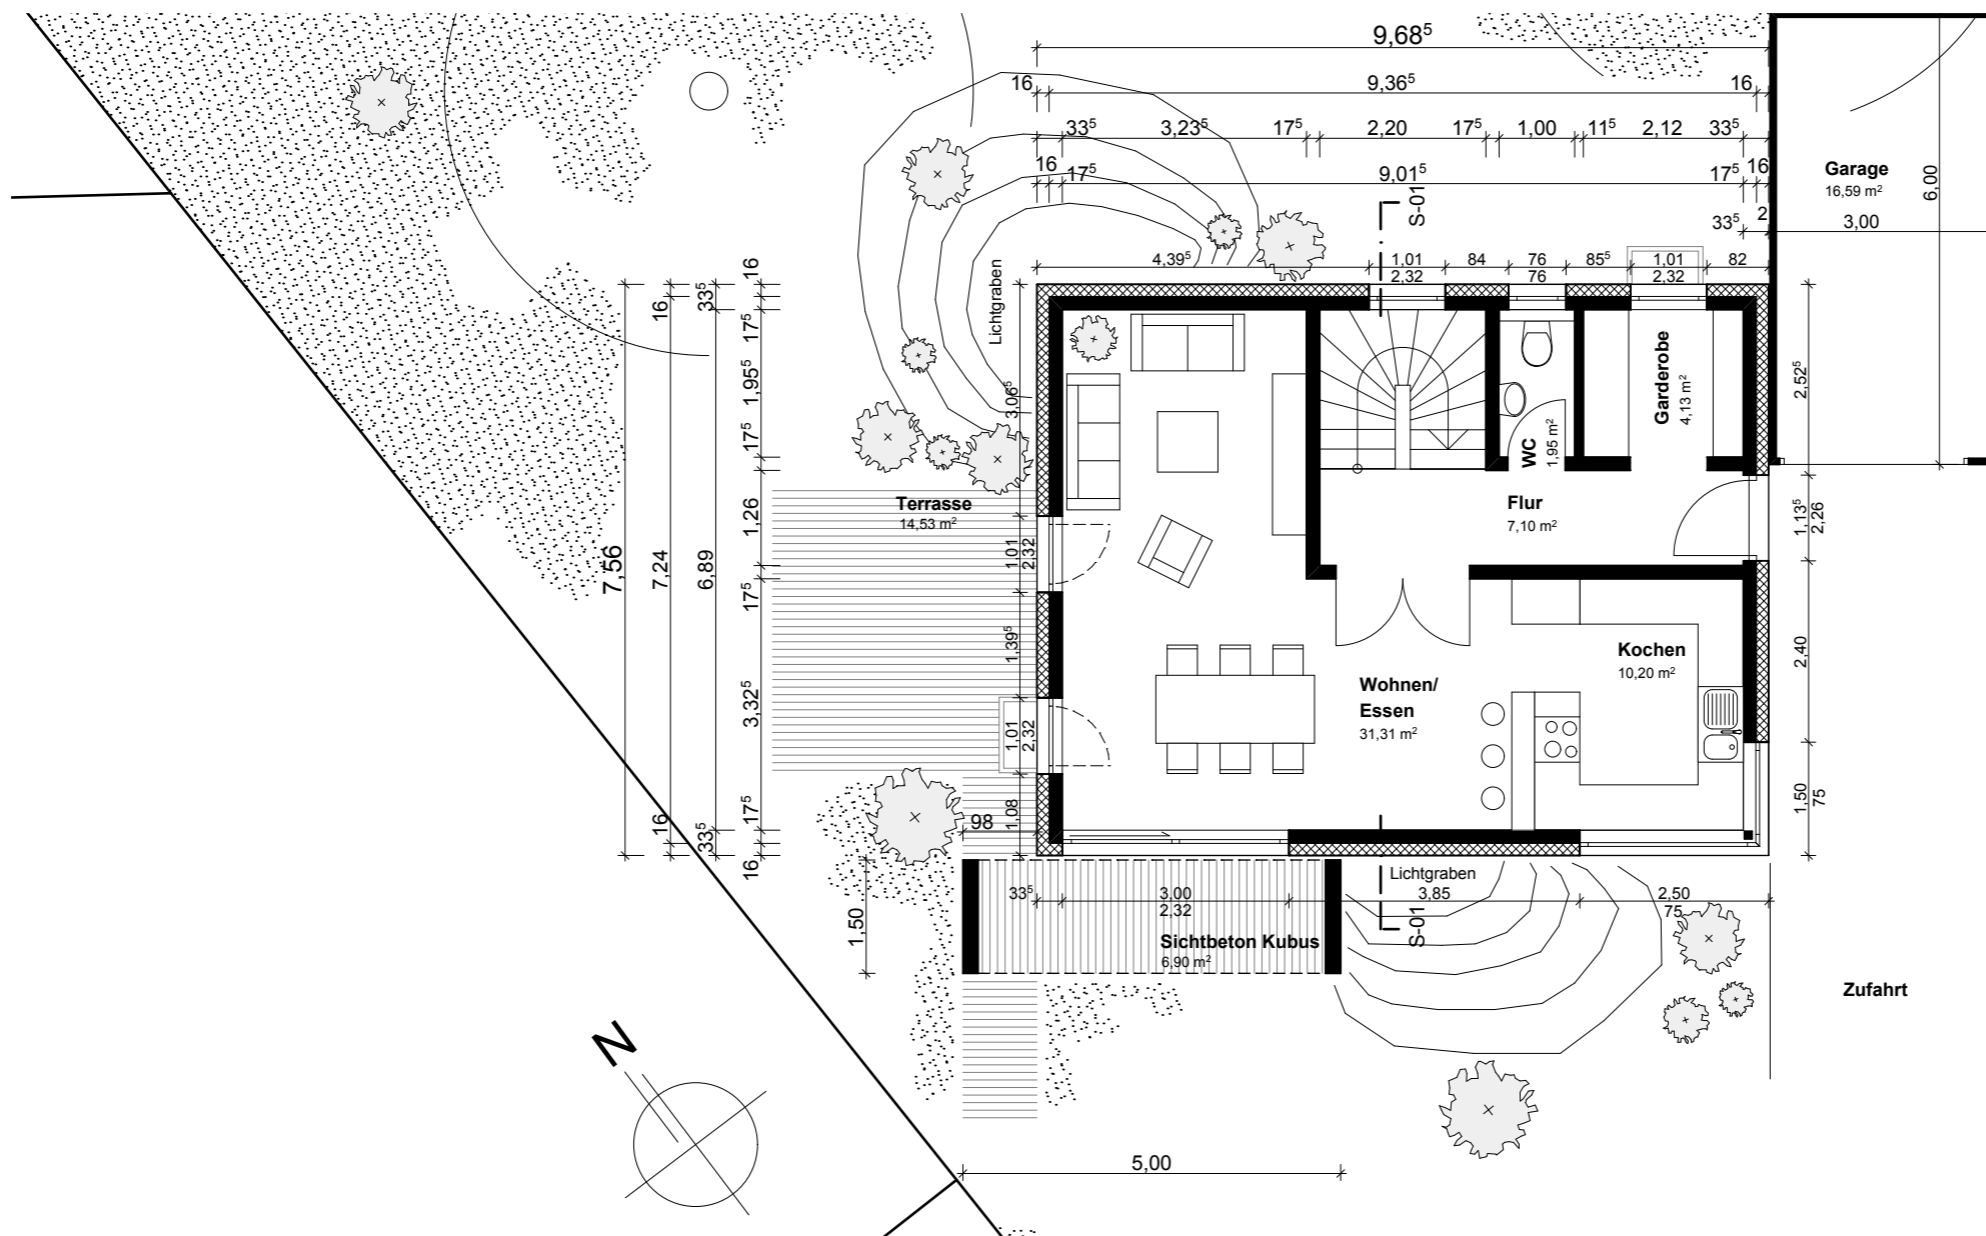 9,68⁵
16 9,36⁵ 16
33⁵ 3,23⁵ 17⁵ 2,20 17⁵ 1,00 11⁵ 2,12 33⁵
16 17⁵ 9,01⁵ 17⁵ 16
2
33⁵ 3,00
S-01
Garage
16,59 m²
6,00
4,39⁵ 1,01 84 76 85⁵ 1,01 82
2,32 76 2,32
Lichtgraben
16
16
33⁵
17⁵
1,95⁵
17⁵
1,26
17⁵
3,32⁵
17⁵
16
33⁵
16
7,56
7,24
6,89
3,06⁵
1,01
2,32
1,39⁵
1,01
2,32
1,08
Terrasse
14,53 m²
WC
1,95 m²
Garderobe
4,13 m²
Flur
7,10 m²
2,52⁵
1,13⁵
2,26
2,40
1,50
75
Kochen
10,20 m²
Wohnen/
Essen
31,31 m²
98
1,50
Lichtgraben
33⁵ 3,00 3,85 2,50
2,32 75
S-01
Sichtbeton Kubus
6,90 m²
Zufahrt
N
5,00